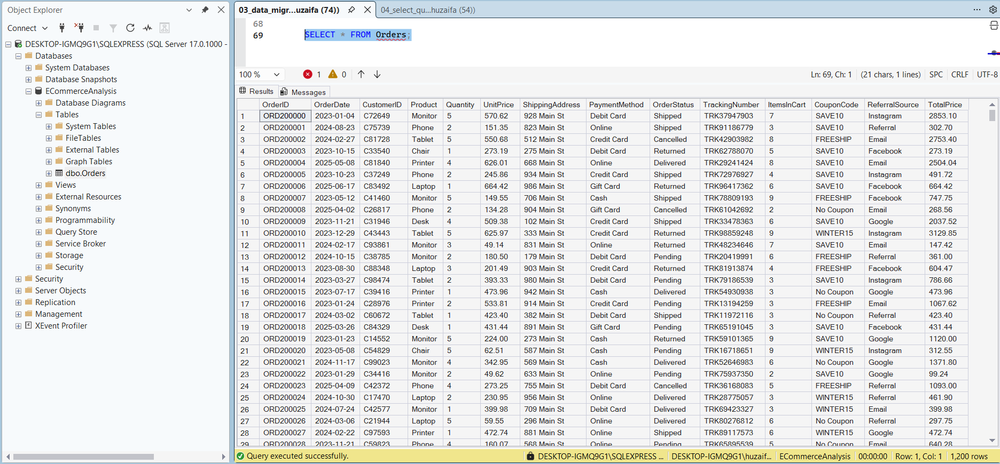 Object Explorer
Connect
DESKTOP-IGMQ9G1\SQLEXPRESS (SQL Server 17.0.1000 -
Databases
System Databases
Database Snapshots
ECommerceAnalysis
Database Diagrams
Tables
System Tables
FileTables
External Tables
Graph Tables
dbo.Orders
Views
External Resources
Synonyms
Programmability
Query Store
Service Broker
Storage
Security
Security
Server Objects
Replication
Management
XEvent Profiler
03_data_migr...uzaifa (74)) 04_select_qu...huzaifa (54))
68
69 SELECT * FROM Orders;
100 % 1 0 Ln: 69, Ch: 1 (21 chars, 1 lines) SPC CRLF UTF-8
Results Messages
OrderID OrderDate CustomerID Product Quantity UnitPrice ShippingAddress PaymentMethod OrderStatus TrackingNumber ItemsInCart CouponCode ReferralSource TotalPrice
1 ORD200000 2023-01-04 C72649 Monitor 5 570.62 928 Main St Debit Card Shipped TRK37947903 7 SAVE10 Instagram 2853.10
2 ORD200001 2024-08-23 C75739 Phone 2 151.35 823 Main St Online Shipped TRK91186779 3 SAVE10 Referral 302.70
3 ORD200002 2024-02-27 C81728 Tablet 5 550.68 512 Main St Credit Card Cancelled TRK42903982 8 FREESHIP Email 2753.40
4 ORD200003 2023-10-15 C33540 Chair 1 273.19 275 Main St Debit Card Returned TRK62788070 5 SAVE10 Facebook 273.19
5 ORD200004 2025-05-08 C81840 Printer 4 626.01 668 Main St Online Delivered TRK29241424 8 SAVE10 Email 2504.04
6 ORD200005 2023-10-23 C37249 Phone 2 245.86 934 Main St Credit Card Shipped TRK72976927 4 SAVE10 Instagram 491.72
7 ORD200006 2025-06-17 C83492 Laptop 1 664.42 986 Main St Gift Card Returned TRK96417362 6 SAVE10 Facebook 664.42
8 ORD200007 2023-05-12 C41460 Monitor 5 149.55 706 Main St Cash Shipped TRK78809193 9 FREESHIP Facebook 747.75
9 ORD200008 2025-04-02 C26817 Phone 2 134.28 904 Main St Gift Card Cancelled TRK61042692 2 No Coupon Email 268.56
10 ORD200009 2023-11-21 C31946 Desk 4 509.38 102 Main St Credit Card Shipped TRK33478363 6 SAVE10 Google 2037.52
11 ORD200010 2023-12-29 C43443 Tablet 5 625.97 333 Main St Credit Card Returned TRK98859248 9 WINTER15 Instagram 3129.85
12 ORD200011 2024-02-17 C93861 Monitor 3 49.14 831 Main St Online Returned TRK48234646 7 SAVE10 Email 147.42
13 ORD200012 2024-10-15 C38785 Monitor 2 180.50 179 Main St Debit Card Pending TRK20419991 6 FREESHIP Referral 361.00
14 ORD200013 2023-08-30 C88348 Laptop 3 201.49 903 Main St Credit Card Returned TRK81913874 4 FREESHIP Facebook 604.47
15 ORD200014 2023-03-27 C98474 Tablet 2 393.33 980 Main St Debit Card Pending TRK79186539 3 SAVE10 Instagram 786.66
16 ORD200015 2023-07-17 C39416 Printer 1 473.96 942 Main St Cash Delivered TRK54930938 3 No Coupon Google 473.96
17 ORD200016 2023-01-24 C28976 Printer 2 533.81 914 Main St Credit Card Pending TRK13194259 3 FREESHIP Email 1067.62
18 ORD200017 2024-03-02 C60672 Tablet 1 423.40 382 Main St Debit Card Shipped TRK11972116 3 No Coupon Referral 423.40
19 ORD200018 2025-03-26 C84329 Desk 1 431.44 891 Main St Gift Card Pending TRK65191045 3 SAVE10 Facebook 431.44
20 ORD200019 2023-01-23 C14552 Monitor 5 224.00 273 Main St Cash Returned TRK59101365 9 SAVE10 Google 1120.00
21 ORD200020 2023-05-08 C54829 Chair 5 62.51 587 Main St Cash Pending TRK16718651 9 WINTER15 Instagram 312.55
22 ORD200021 2024-11-17 C99023 Monitor 4 342.95 569 Main St Cash Delivered TRK52646983 6 No Coupon Google 1371.80
23 ORD200022 2023-01-29 C34416 Monitor 2 49.62 633 Main St Online Pending TRK75937350 2 SAVE10 Google 99.24
24 ORD200023 2025-04-09 C42372 Phone 4 273.25 755 Main St Debit Card Cancelled TRK36168083 5 FREESHIP Referral 1093.00
25 ORD200024 2024-10-30 C17470 Laptop 2 230.95 956 Main St Online Delivered TRK28775057 3 WINTER15 Referral 461.90
26 ORD200025 2024-07-24 C42577 Monitor 1 399.98 709 Main St Debit Card Delivered TRK69423327 3 WINTER15 Email 399.98
27 ORD200026 2024-03-06 C21944 Laptop 5 59.55 296 Main St Online Delivered TRK80276812 6 No Coupon Referral 297.75
28 ORD200027 2024-02-22 C97593 Printer 1 472.74 881 Main St Online Shipped TRK89117573 6 WINTER15 Google 472.74
29 ORD200028 2023-11-21 C59823 Phone 4 160.07 568 Main St Online Pending TRK65895539 5 No Coupon Email 640.28
Query executed successfully. DESKTOP-IGMQ9G1\SQLEXPRESS ... DESKTOP-IGMQ9G1\huzaif... ECommerceAnalysis 00:00:00 Row: 1, Col: 1 1,200 rows